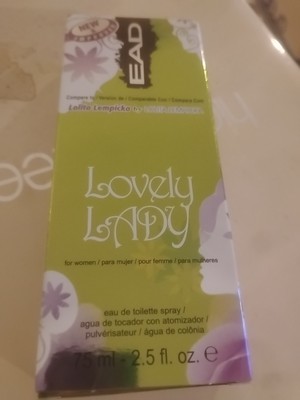 NEW
EAD
Lolita Lempicka by
Lovely
LADY
for women / para mujer / pour femme / para mulheres
eau de toilette spray /
agua de tocador con atomizador /
pulvérisateur / água de colônia
75 ml - 2.5 fl. oz. e